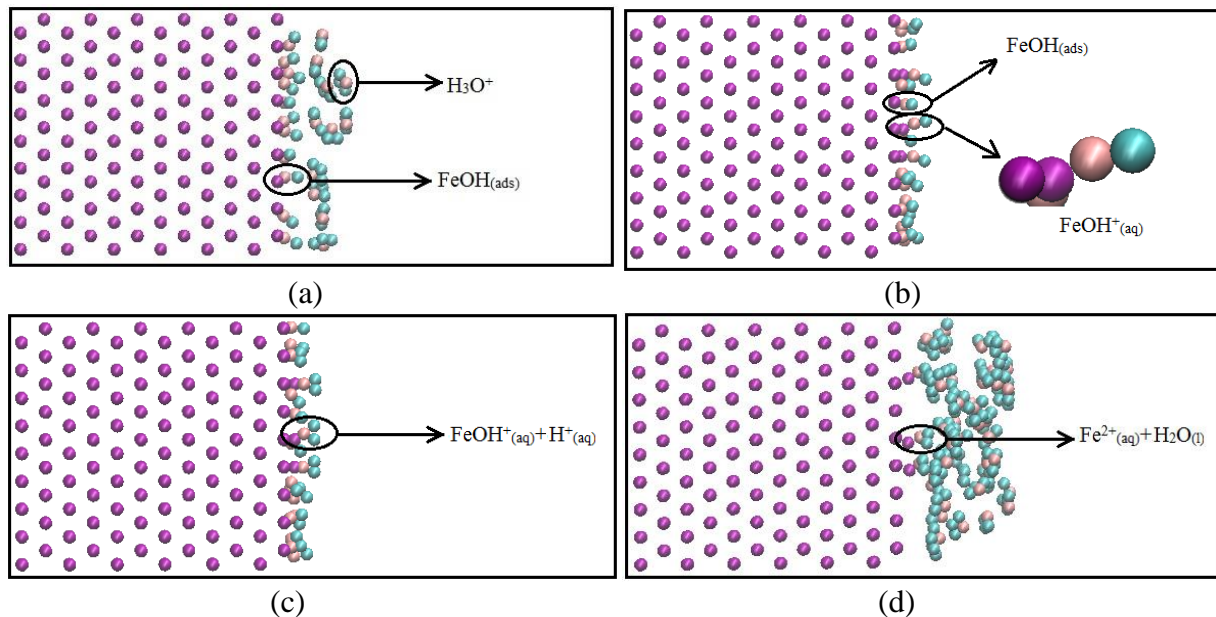 H₃O⁺
FeOH(ads)
(a)
FeOH(ads)
FeOH⁺(aq)
(b)
FeOH⁺(aq)+H⁺(aq)
(c)
Fe²⁺(aq)+H₂O(l)
(d)